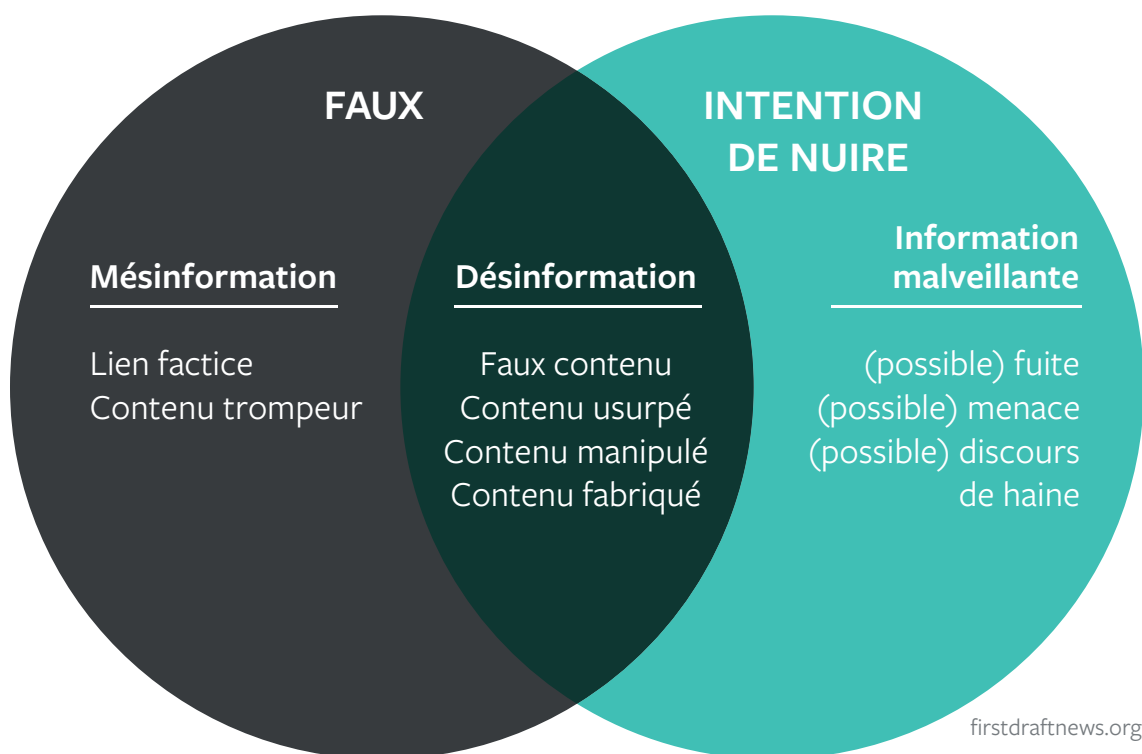 FAUX
INTENTION
DE NUIRE
Mésinformation
Lien factice
Contenu trompeur
Désinformation
Faux contenu
Contenu usurpé
Contenu manipulé
Contenu fabriqué
Information
malveillante
(possible) fuite
(possible) menace
(possible) discours
de haine
firstdraftnews.org